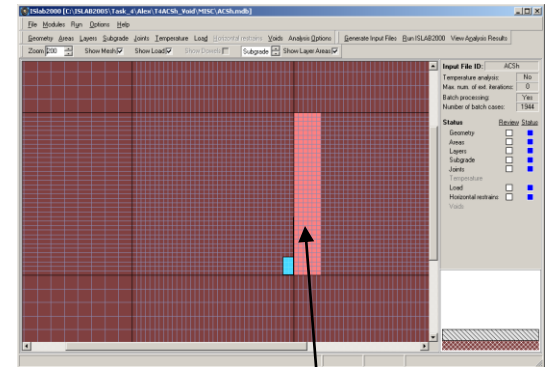 ISlab2000 [C:\ISLAB2005\Task_4\Alex\T4ACSh_Void\MISC\ACSh.mdb]
File Modules Run Options Help
Geometry Areas Layers Subgrade Joints Temperature Load Horizontal restrains Voids Analysis Options Generate Input Files Run ISLAB2000 View Analysis Results
Zoom 200 Show Mesh Show Load Show Dowels Subgrade Show Layer Areas
Input File ID: ACSh
Temperature analysis: No
Max. num. of ext. iterations: 0
Batch processing: Yes
Number of batch cases: 1944
Status Review Status
Geometry
Areas
Layers
Subgrade
Joints
Temperature
Load
Horizontal restrains
Voids